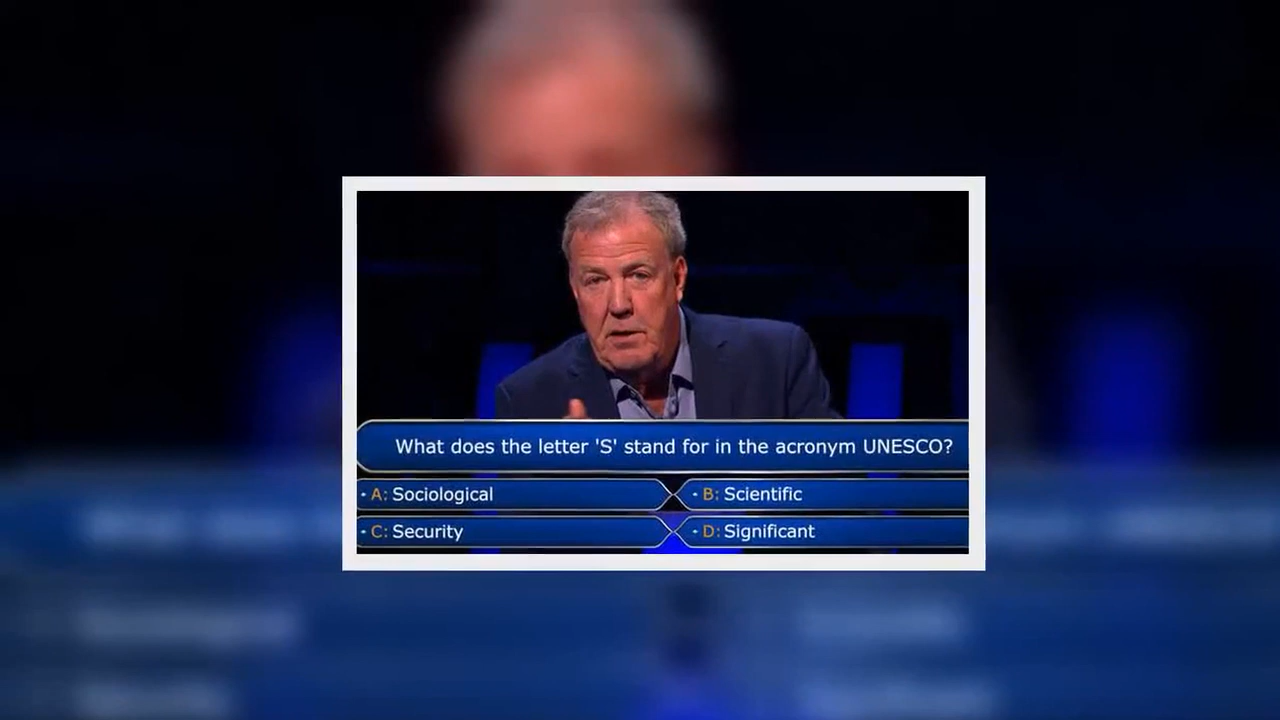 What does the letter 'S' stand for in the acronym UNESCO?
A: Sociological
B: Scientific
C: Security
D: Significant